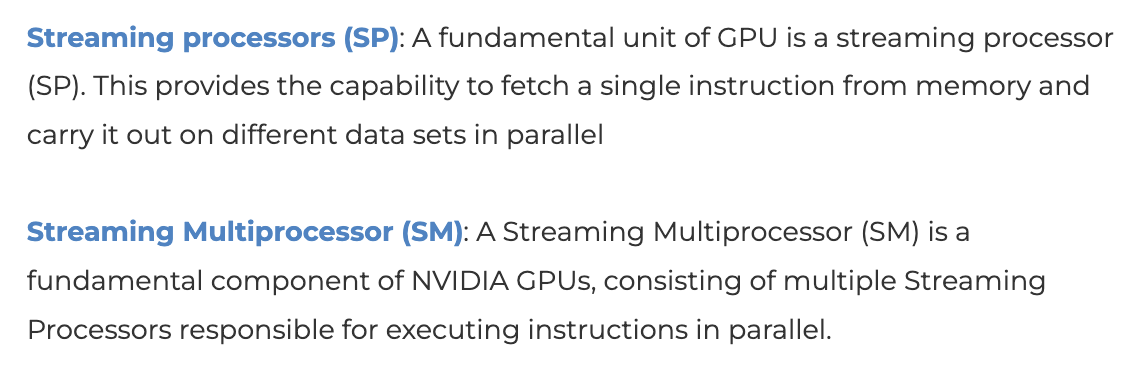 Streaming processors (SP): A fundamental unit of GPU is a streaming processor
(SP). This provides the capability to fetch a single instruction from memory and
carry it out on different data sets in parallel
Streaming Multiprocessor (SM): A Streaming Multiprocessor (SM) is a
fundamental component of NVIDIA GPUs, consisting of multiple Streaming
Processors responsible for executing instructions in parallel.